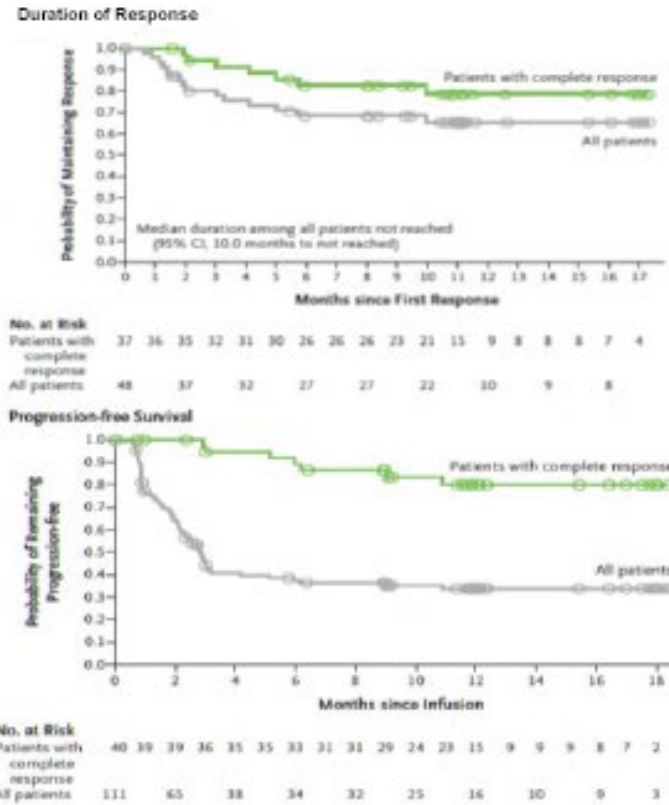 Duration of Response
Probability of Maintaining Response
1.0
0.9
0.8
0.7
0.6
0.5
0.4
0.3
0.2
0.1
0.0
Patients with complete response
All patients
Median duration among all patients not reached
(95% CI, 10.0 months to not reached)
0 1 2 3 4 5 6 7 8 9 10 11 12 13 14 15 16 17
Months since First Response
No. at Risk
Patients with 37 36 35 32 31 30 26 26 26 23 21 15 9 8 8 8 7 4
complete
response
All patients 48 37 32 27 27 22 10 9 8
Progression-free Survival
Probability of Remaining
Progression-free
1.0
0.9
0.8
0.7
0.6
0.5
0.4
0.3
0.2
0.1
0.0
Patients with complete response
All patients
0 2 4 6 8 10 12 14 16 18
Months since Infusion
No. at Risk
Patients with 40 39 39 36 35 35 33 31 31 29 24 23 15 9 9 9 8 7 2
complete
response
All patients 111 65 38 34 32 25 16 10 9 3